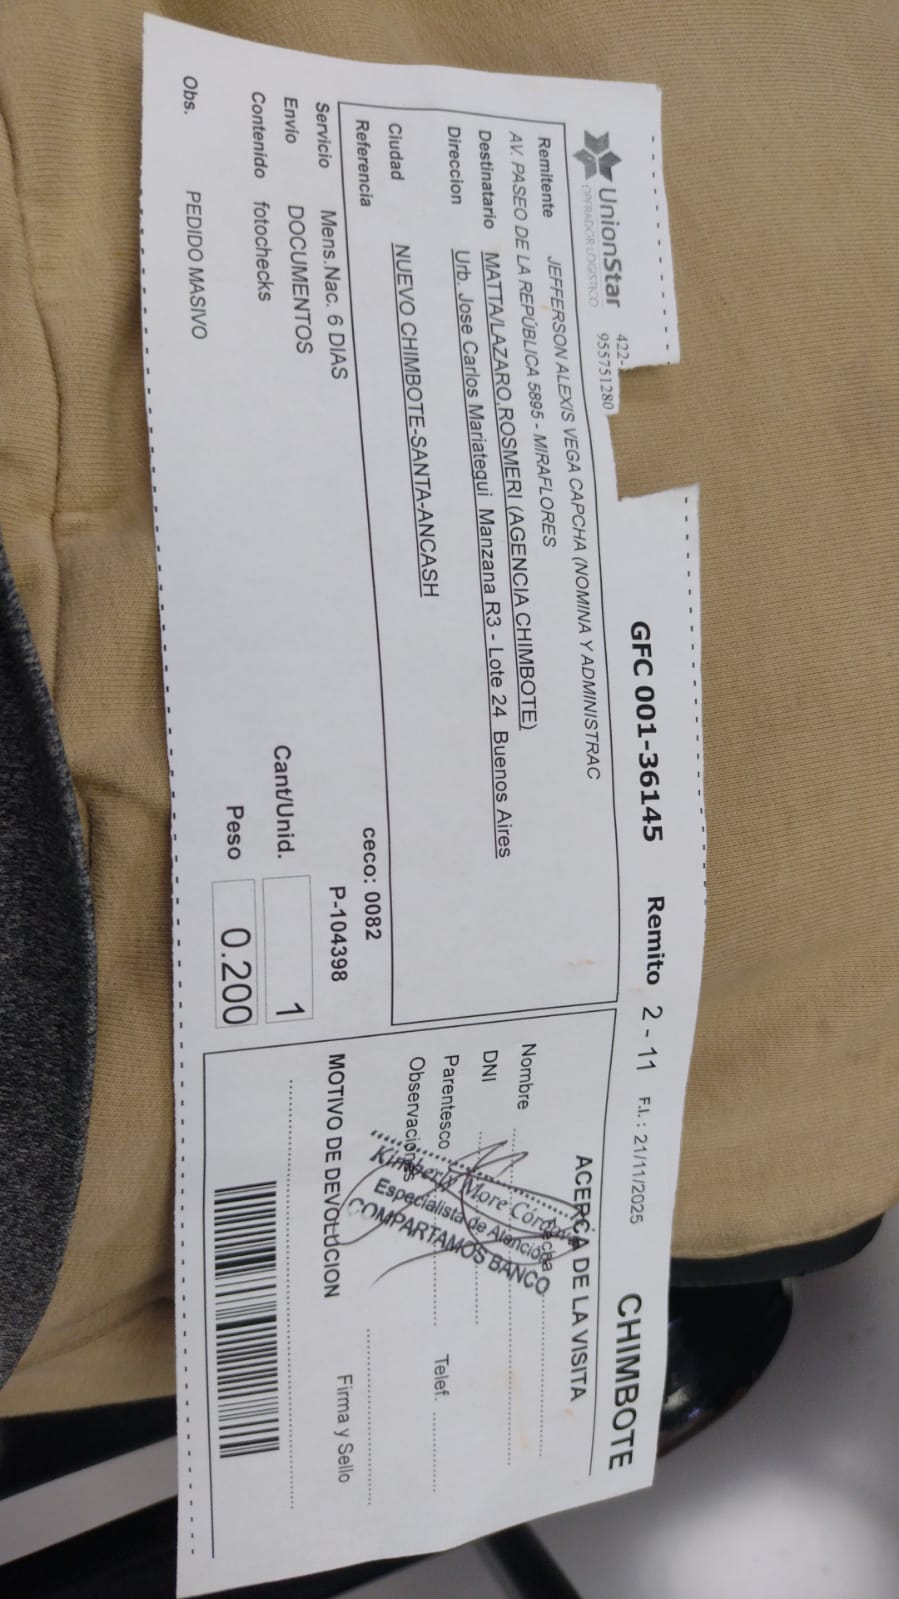 UnionStar
OPERADOR LOGISTICO
422-
955751280
GFC 001-36145 Remito 2 - 11 F.I. : 21/11/2025 CHIMBOTE
Remitente JEFFERSON ALEXIS VEGA CAPCHA (NOMINA Y ADMINISTRAC
AV. PASEO DE LA REPÚBLICA 5895 - MIRAFLORES
Destinatario MATTA/LAZARO,ROSMERI (AGENCIA CHIMBOTE)
Direccion Urb. Jose Carlos Mariategui Manzana R3 - Lote 24 Buenos Aires
Ciudad NUEVO CHIMBOTE-SANTA-ANCASH
Referencia
ceco: 0082
Servicio Mens.Nac. 6 DIAS
P-104398
Envío DOCUMENTOS
Contenido fotochecks
Cant/Unid. 1
Peso 0.200
Obs. PEDIDO MASIVO
ACERCA DE LA VISITA
Fecha
Nombre
DNI
Parentesco Telef.
Observaciones
Kimberly More Córdova
Especialista de Atención
COMPARTAMOS BANCO
MOTIVO DE DEVOLUCION Firma y Sello